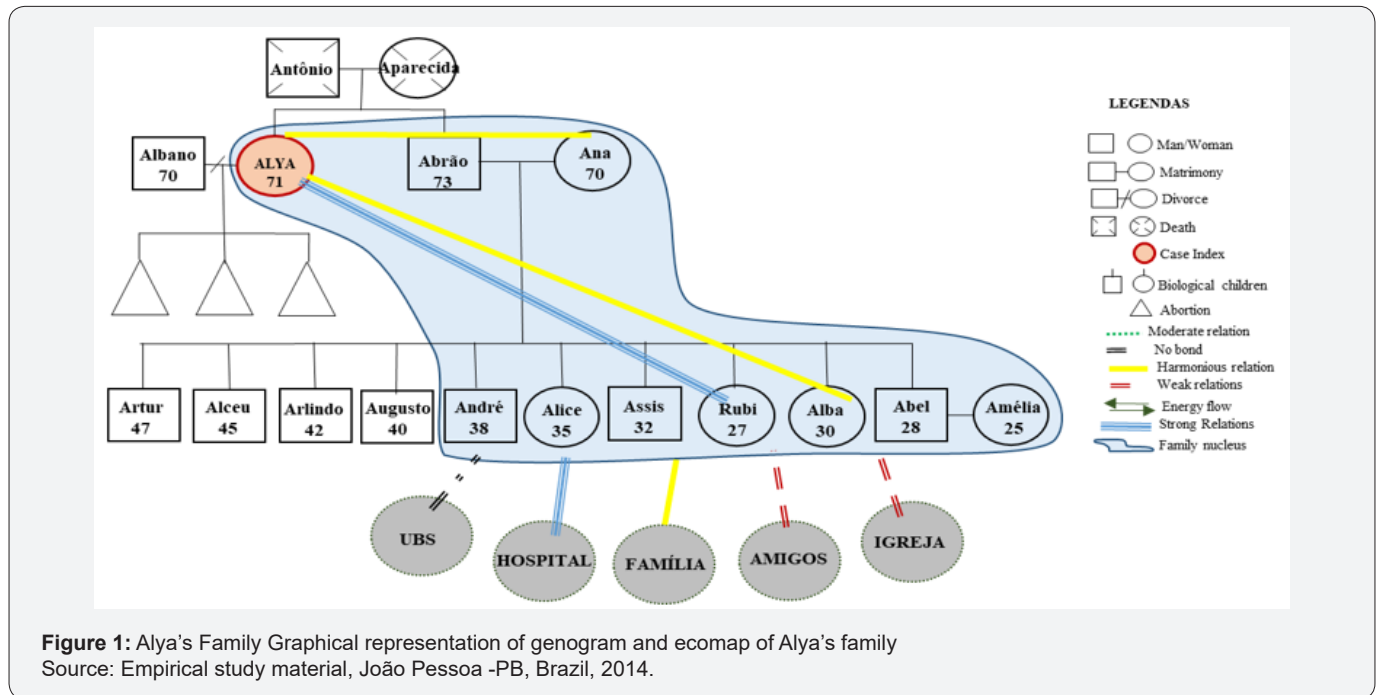 Antônio Aparecida
LEGENDAS
Albano
70
ALYA
71
Abrão
73
Ana
70
Man/Woman
Matrimony
Divorce
Death
Case Index
Biological children
Abortion
Moderate relation
No bond
Harmonious relation
Weak relations
Energy flow
Strong Relations
Family nucleus
Artur
47
Alceu
45
Arlindo
42
Augusto
40
André
38
Alice
35
Assis
32
Rubi
27
Alba
30
Abel
28
Amélia
25
UBS
HOSPITAL
FAMÍLIA
AMIGOS
IGREJA
Figure 1: Alya's Family Graphical representation of genogram and ecomap of Alya's family
Source: Empirical study material, João Pessoa -PB, Brazil, 2014.